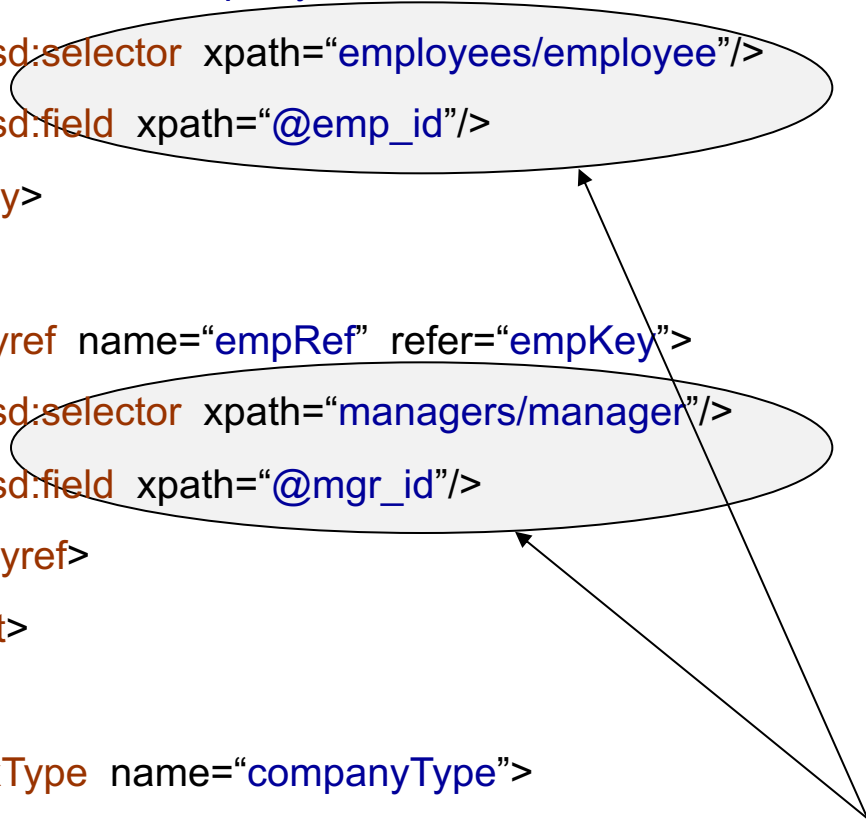 sd:selector xpath=“employees/employee”/>
sd:field xpath=“@emp_id”/>
y>
yref name=“empRef” refer=“empKey”>
sd:selector xpath=“managers/manager”/>
sd:field xpath=“@mgr_id”/>
yref>
t>
Type name=“companyType”>